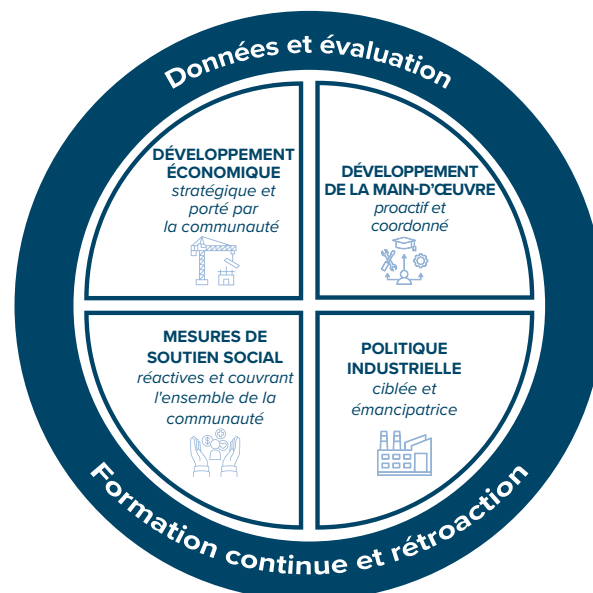 Données et évaluation
DÉVELOPPEMENT
ÉCONOMIQUE
stratégique et
porté par
la communauté
DÉVELOPPEMENT
DE LA MAIN-D'ŒUVRE
proactif et
coordonné
MESURES DE
SOUTIEN SOCIAL
réactives et couvrant
l'ensemble de la
communauté
POLITIQUE
INDUSTRIELLE
ciblée et
émancipatrice
Formation continue et rétroaction